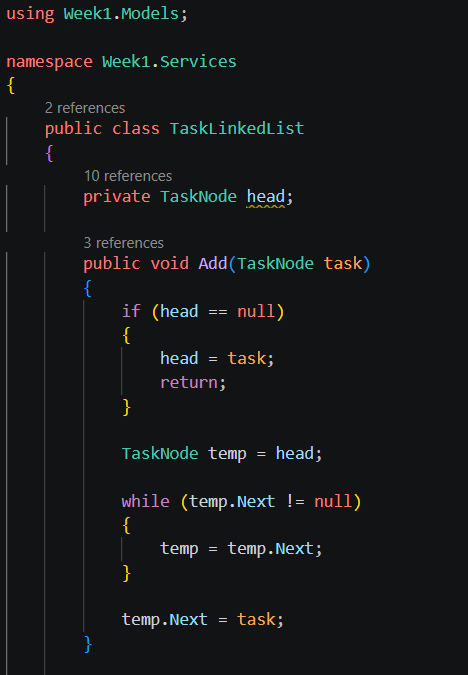 using Week1.Models;
namespace Week1.Services
{
2 references
public class TaskLinkedList
{
10 references
private TaskNode head;
3 references
public void Add(TaskNode task)
{
if (head == null)
{
head = task;
return;
}
TaskNode temp = head;
while (temp.Next != null)
{
temp = temp.Next;
}
temp.Next = task;
}